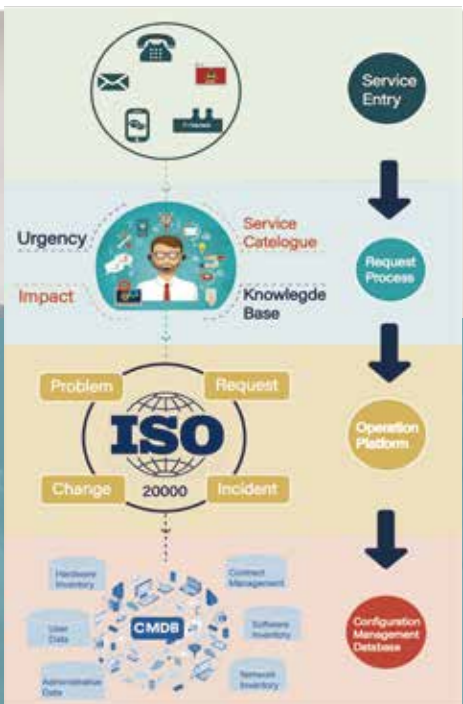 Service
Entry
Urgency
Service
Catelogue
Request
Process
Impact
Knowlegde
Base
Problem
Request
ISO
Operation
Platform
Change
20000
Incident
Hardware
Inventory
Contract
Management
User
Data
CMDB
Software
Inventory
Configuration
Management
Database
Administrative
Data
Network
Inventory